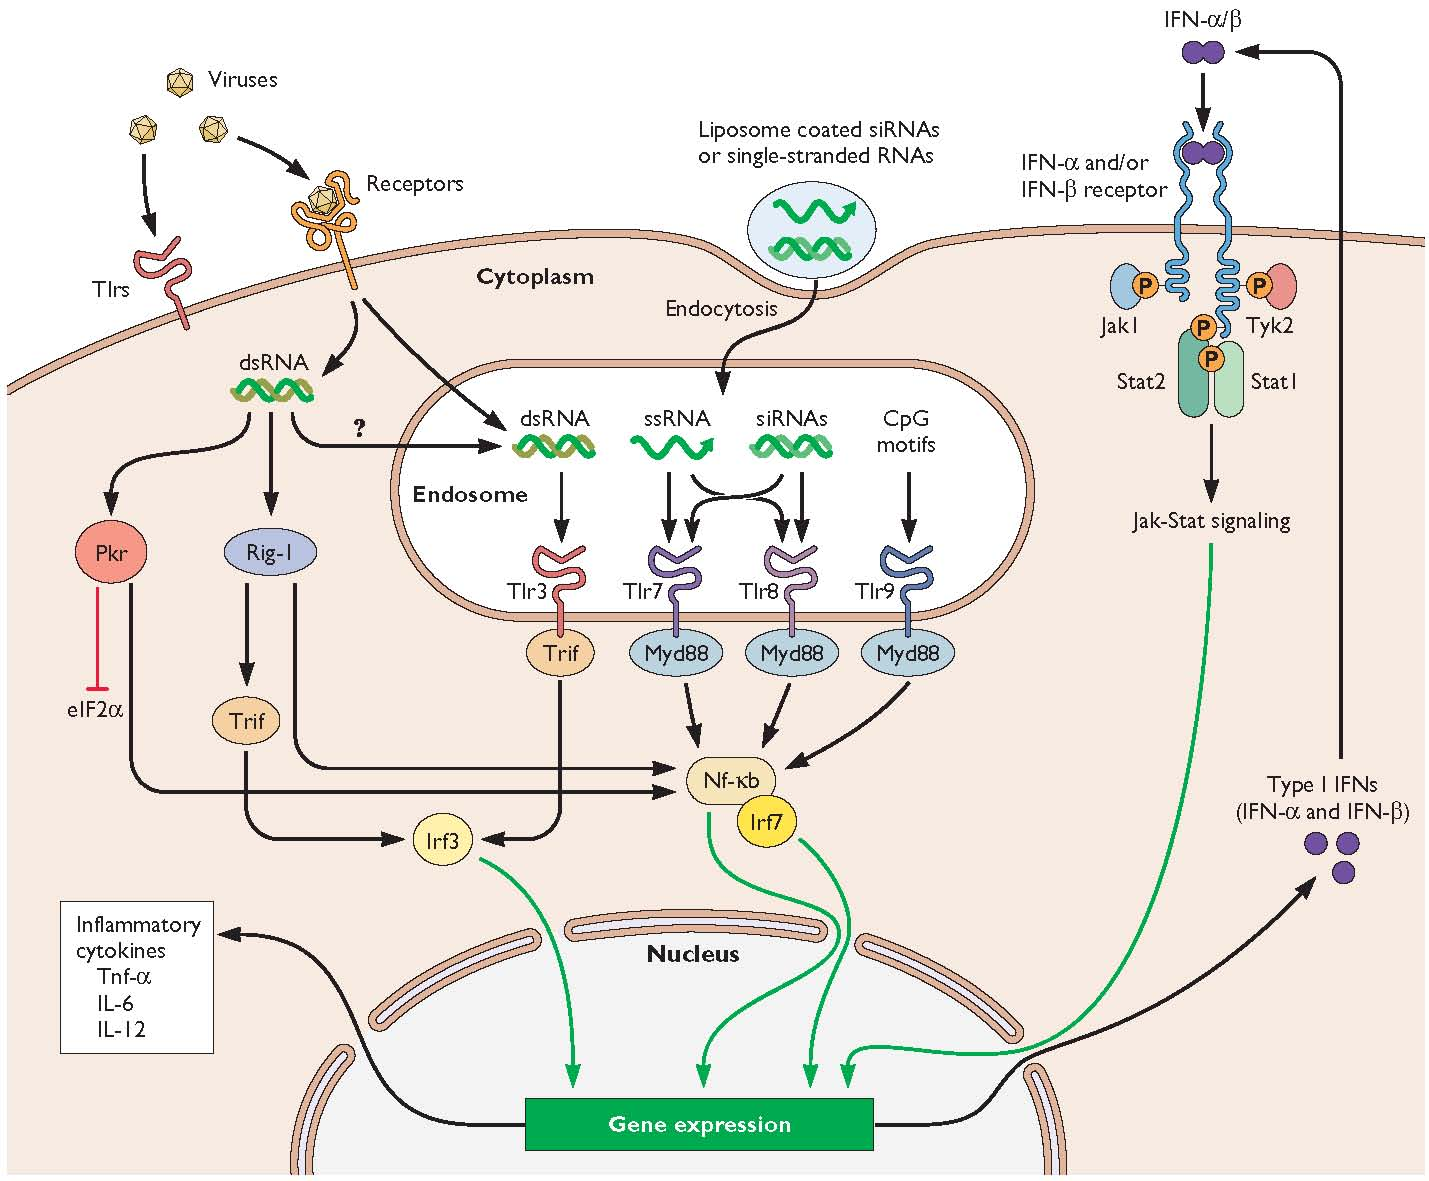 IFN-α/β
Viruses
Liposome coated siRNAs
or single-stranded RNAs
IFN-α and/or
IFN-β receptor
Receptors
Tlrs
Cytoplasm
Endocytosis
P
P
Jak1
P
Tyk2
P
Stat2
Stat1
dsRNA
?
dsRNA
ssRNA
siRNAs
CpG
motifs
Endosome
Jak-Stat signaling
Pkr
Rig-1
Tlr3
Tlr7
Tlr8
Tlr9
Trif
Myd88
Myd88
Myd88
eIF2α
Trif
Nf-κb
Irf7
Irf3
Type I IFNs
(IFN-α and IFN-β)
Inflammatory
cytokines
Tnf-α
IL-6
IL-12
Nucleus
Gene expression